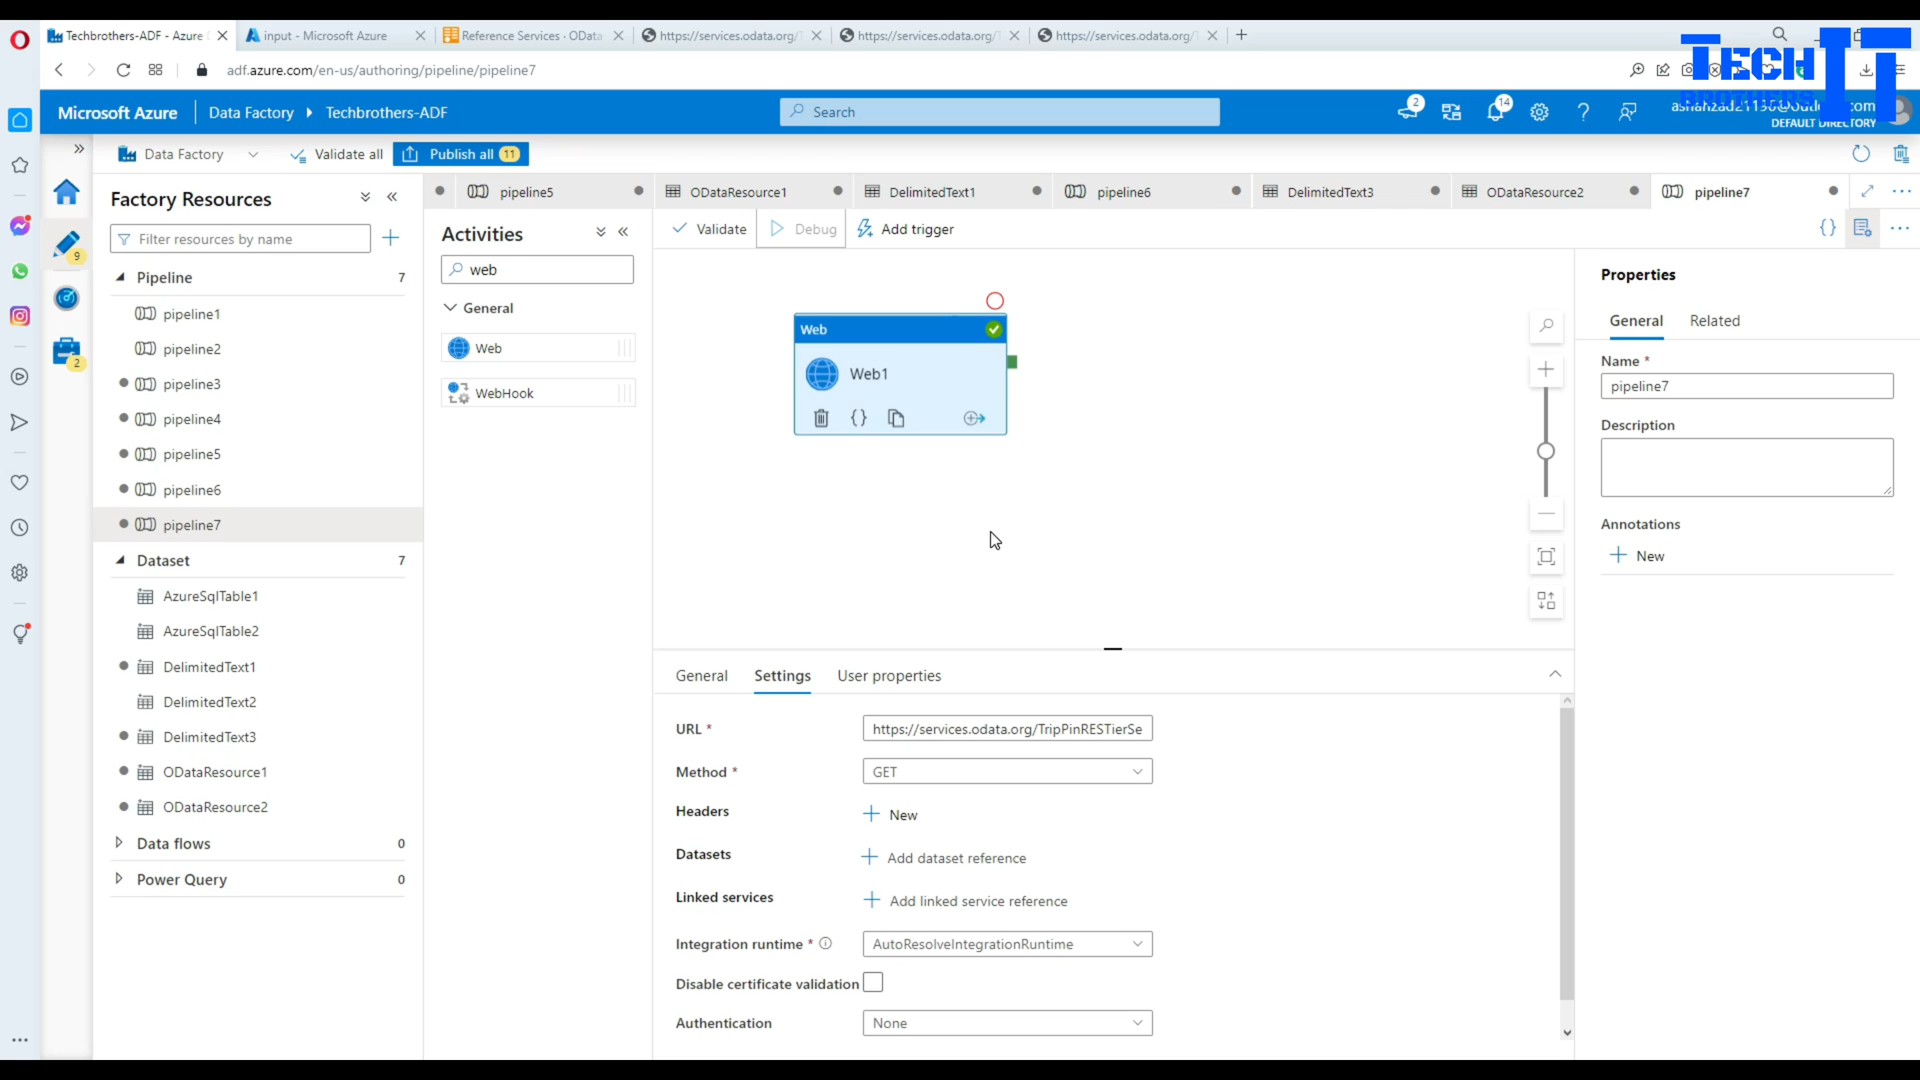 Techbrothers-ADF - Azure
input - Microsoft Azure
Reference Services · OData
https://services.odata.org/
https://services.odata.org/
https://services.odata.org/
adf.azure.com/en-us/authoring/pipeline/pipeline7
TECH
BROTHERS
IT
Microsoft Azure
Data Factory
Techbrothers-ADF
Search
2
14
DEFAULT DIRECTORY
Data Factory
Validate all
Publish all
11
Factory Resources
Filter resources by name
9
2
Pipeline
7
pipeline1
pipeline2
pipeline3
pipeline4
pipeline5
pipeline6
pipeline7
Dataset
7
AzureSqlTable1
AzureSqlTable2
DelimitedText1
DelimitedText2
DelimitedText3
ODataResource1
ODataResource2
Data flows
0
Power Query
0
pipeline5
ODataResource1
DelimitedText1
pipeline6
DelimitedText3
ODataResource2
pipeline7
Activities
web
General
Web
WebHook
Validate
Debug
Add trigger
Web
Web1
General
Settings
User properties
URL *
https://services.odata.org/TripPinRESTierSe
Method *
GET
Headers
New
Datasets
Add dataset reference
Linked services
Add linked service reference
Integration runtime *
AutoResolveIntegrationRuntime
Disable certificate validation
Authentication
None
Properties
General
Related
Name *
pipeline7
Description
Annotations
New